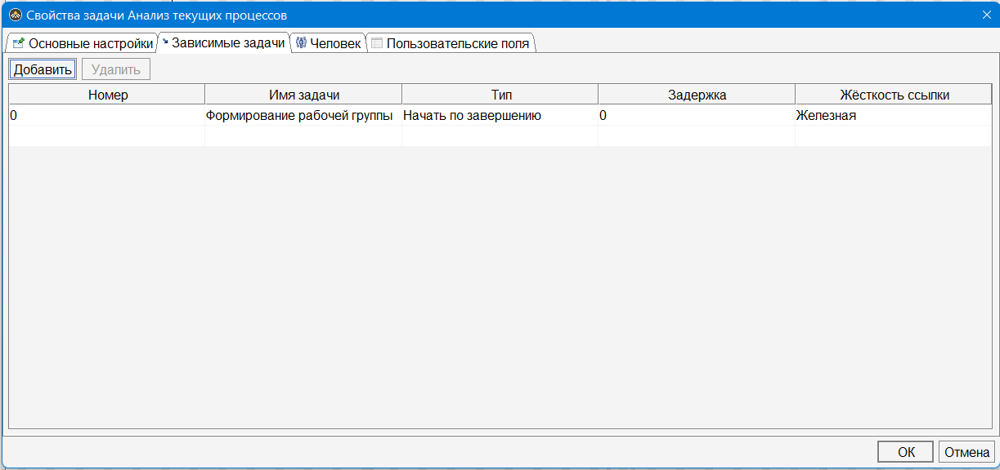 Свойства задачи Анализ текущих процессов
Основные настройки Зависимые задачи Человек Пользовательские поля
Добавить Удалить
Номер Имя задачи Тип Задержка Жёсткость ссылки
0 Формирование рабочей группы Начать по завершению 0 Железная
ОК Отмена